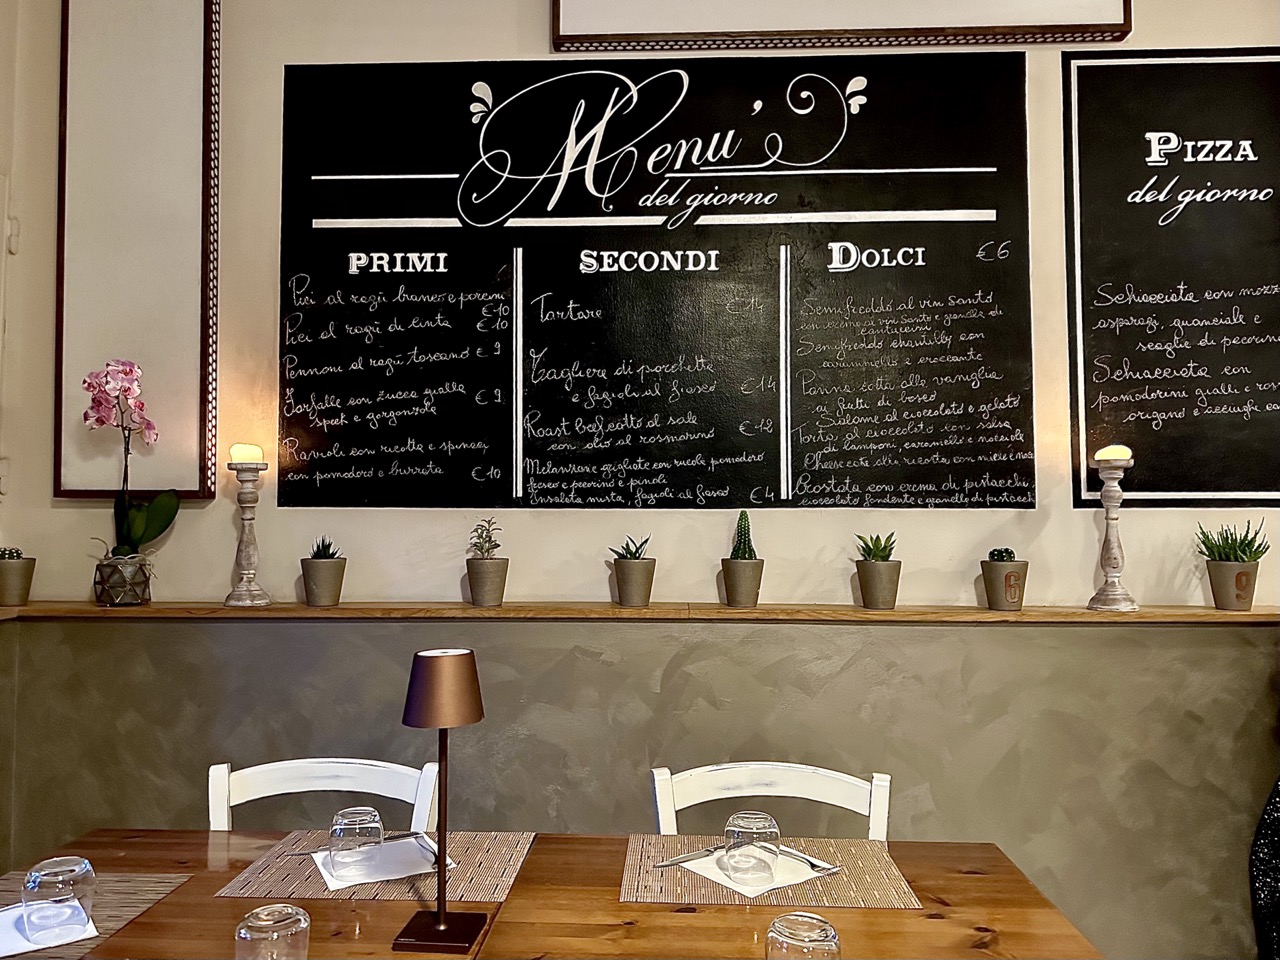 Menu'
del giorno
PRIMI
Pici al ragù bianco e porcini
€ 10
Pici al ragù di cinta € 10
Pennoni al ragù toscano € 9
Farfalle con zucca gialla
speck e gorgonzola € 9
Ravioli con ricotta e spinaci
con pomodoro e burrata € 10
SECONDI
Tartare € 14
Tagliere di porchetta
e fagioli al fiasco € 14
Roast beef cotto al sale
con olio al rosmarino € 12
Melanzane grigliate con rucola, pomodoro
fresco e pecorino e pinoli
Insalata mista, fagioli al fiasco € 4
DOLCI € 6
Semifreddo al vin santo
con crema al vin Santo e granella di
cantuccini
Semifreddo chantilly con
caramello e croccante
Panna cotta alla vaniglia
ai frutti di bosco
Salame al cioccolato e gelato
Torta al cioccolato con salsa
di lamponi, caramello e nocciole
Cheesecake alla ricotta con miele e noci
Crostata con crema di pistacchi,
cioccolato fondente e granella di pistacchi
PIZZA
del giorno
Schiacciata con mozz
asparagi, guanciale e
scaglie di pecorino
Schiacciata con
pomodorini gialli e ros
origano e acciughe
6
9